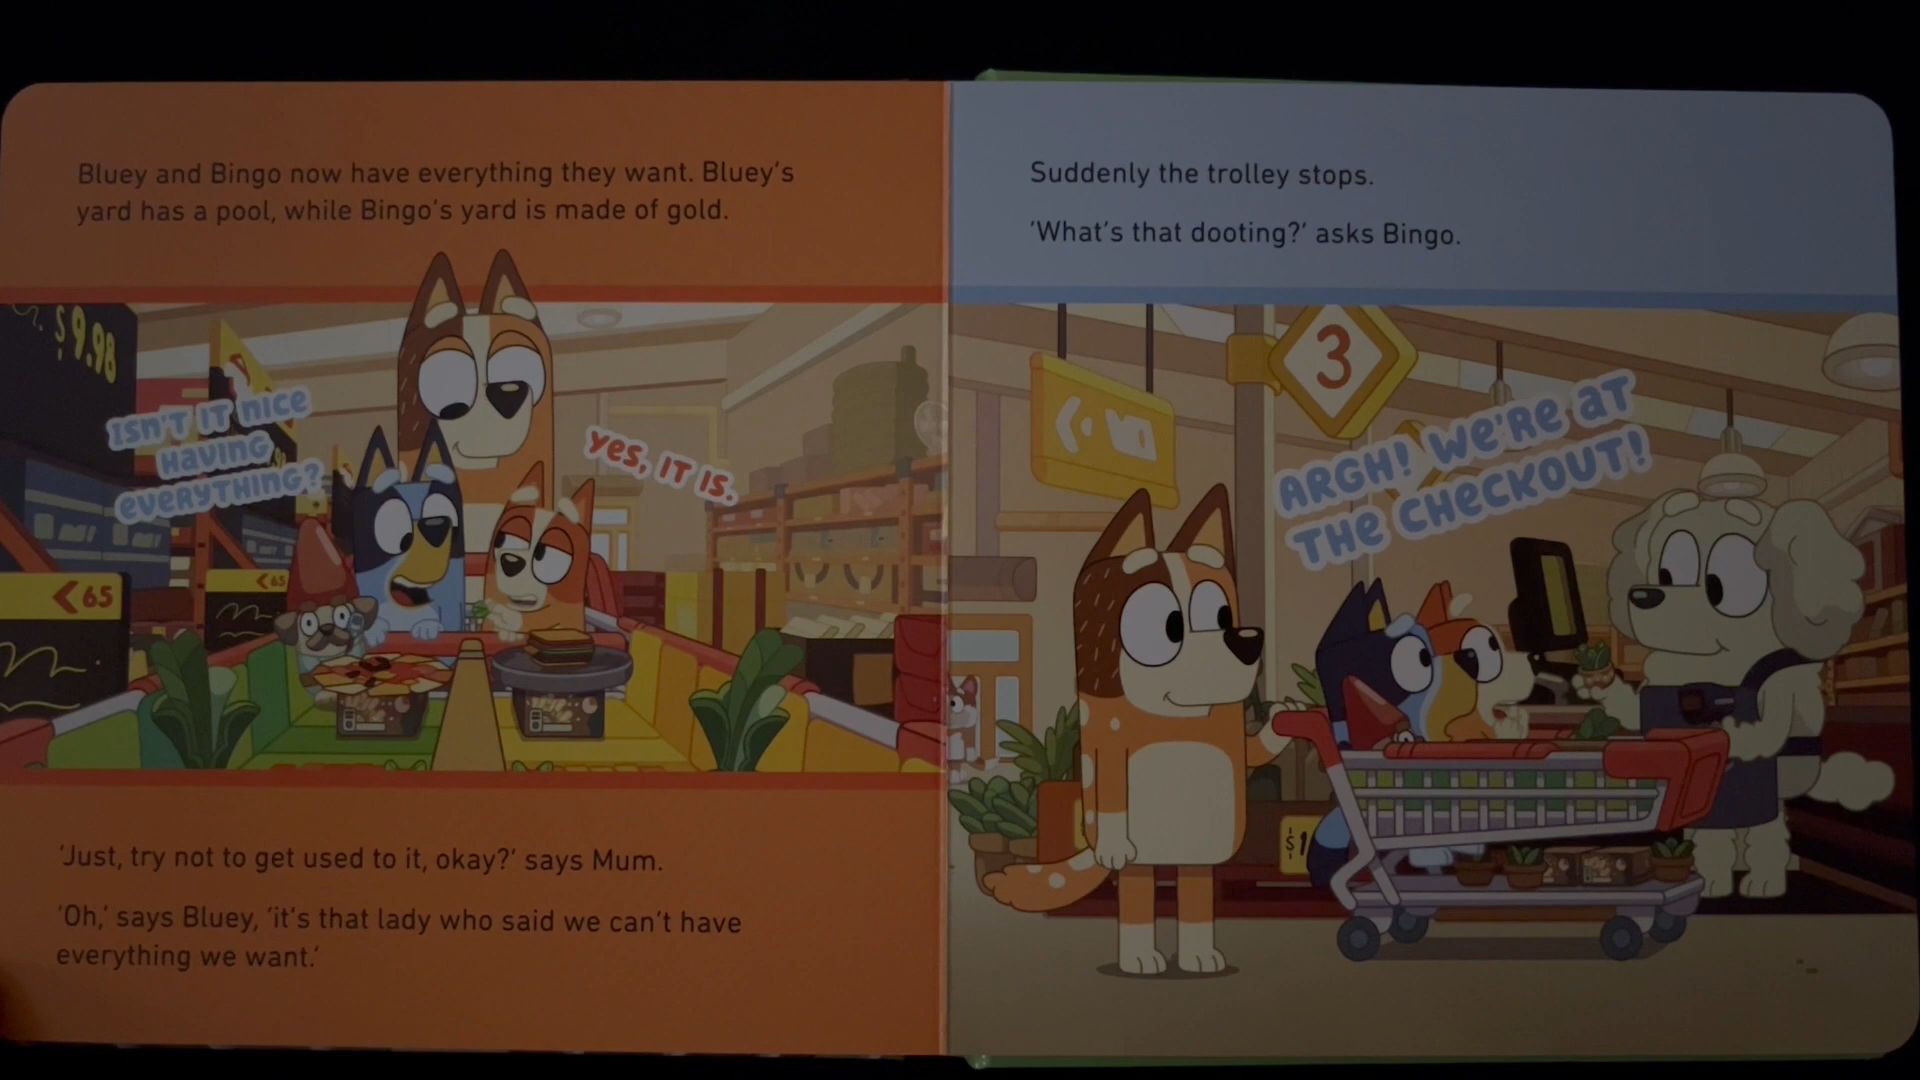 Bluey and Bingo now have everything they want. Bluey's
yard has a pool, while Bingo's yard is made of gold.
$9.98
ISN'T IT NICE
HAVING
EVERYTHING?
YES, IT IS.
<65
<65
'Just, try not to get used to it, okay?' says Mum.
'Oh,' says Bluey, 'it's that lady who said we can't have
everything we want.'
Suddenly the trolley stops.
'What's that dooting?' asks Bingo.
3
ARGH! WE'RE AT
THE CHECKOUT!
$1